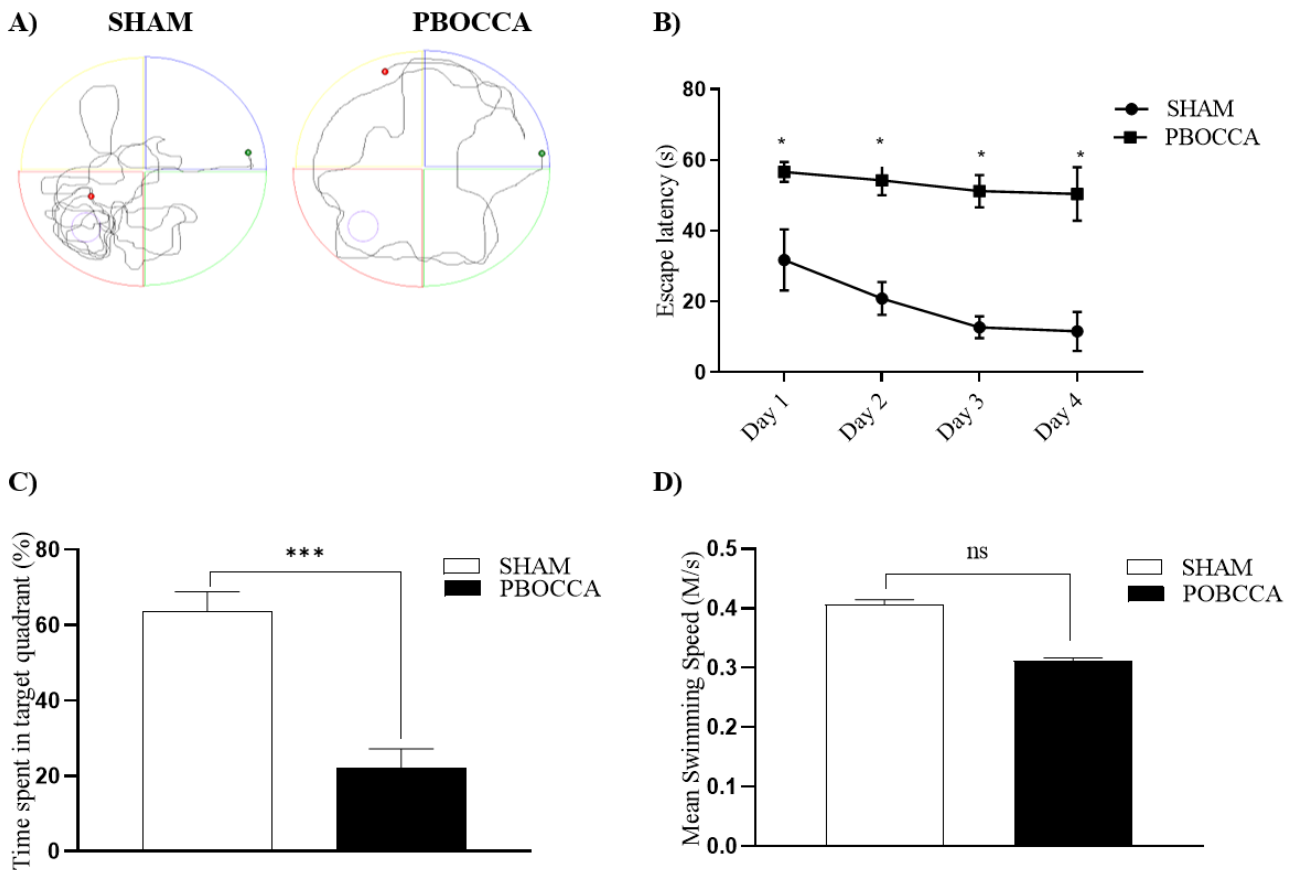 A)
SHAM
PBOCCA
B)
80
60
40
20
0
Escape latency (s)
*
*
*
*
Day 1
Day 2
Day 3
Day 4
SHAM
PBOCCA
C)
80
60
40
20
0
Time spent in target quadrant (%)
***
SHAM
PBOCCA
D)
0.5
0.4
0.3
0.2
0.1
0.0
Mean Swimming Speed (M/s)
ns
SHAM
POBCCA